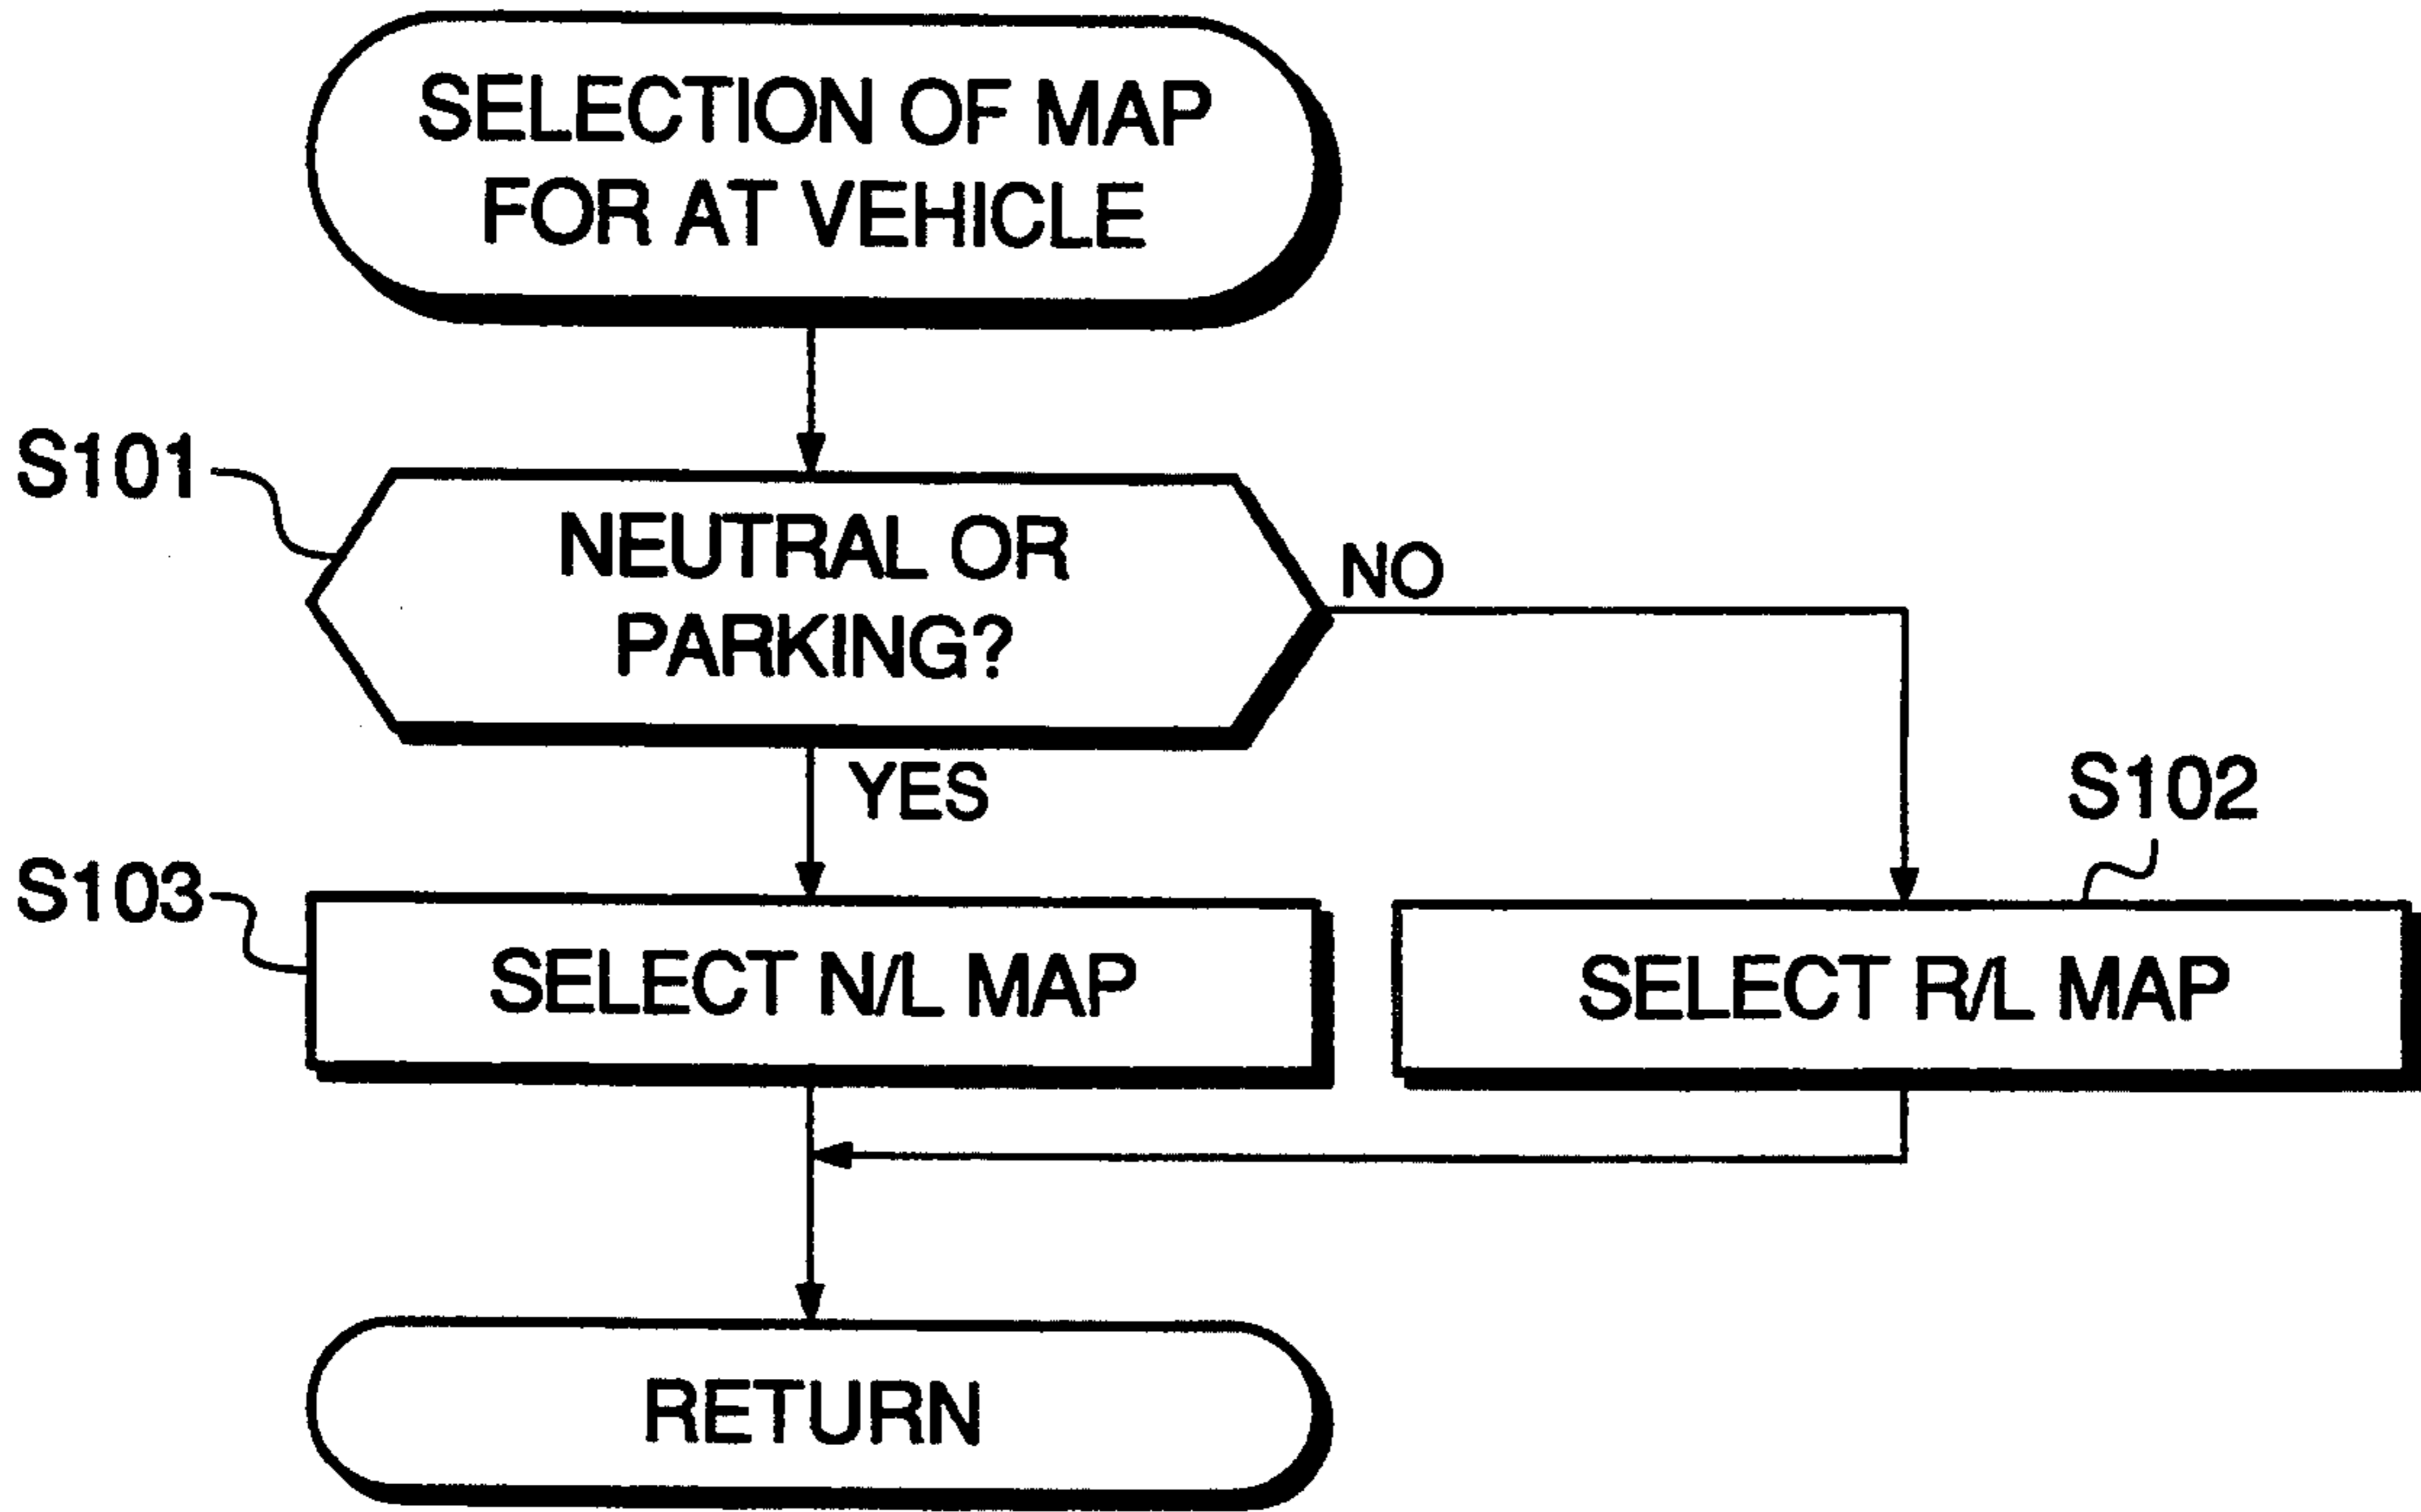 SELECTION OF MAP
FOR AT VEHICLE
S101
NEUTRAL OR
PARKING?
NO
YES
S102
S103
SELECT N/L MAP
SELECT R/L MAP
RETURN